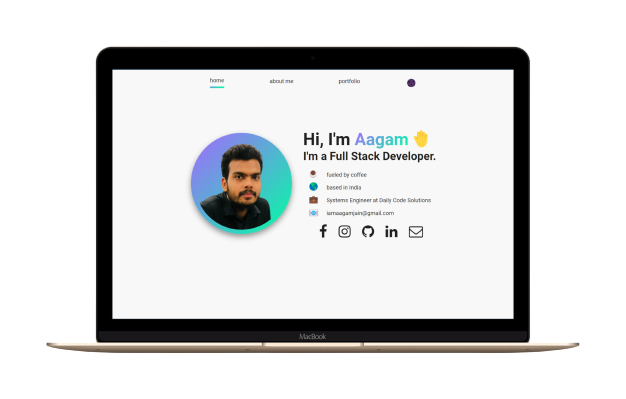 home about me portfolio
Hi, I'm Aagam 👋
I'm a Full Stack Developer.
fueled by coffee
based in India
Systems Engineer at Daily Code Solutions
iamaagamjain@gmail.com
MacBook